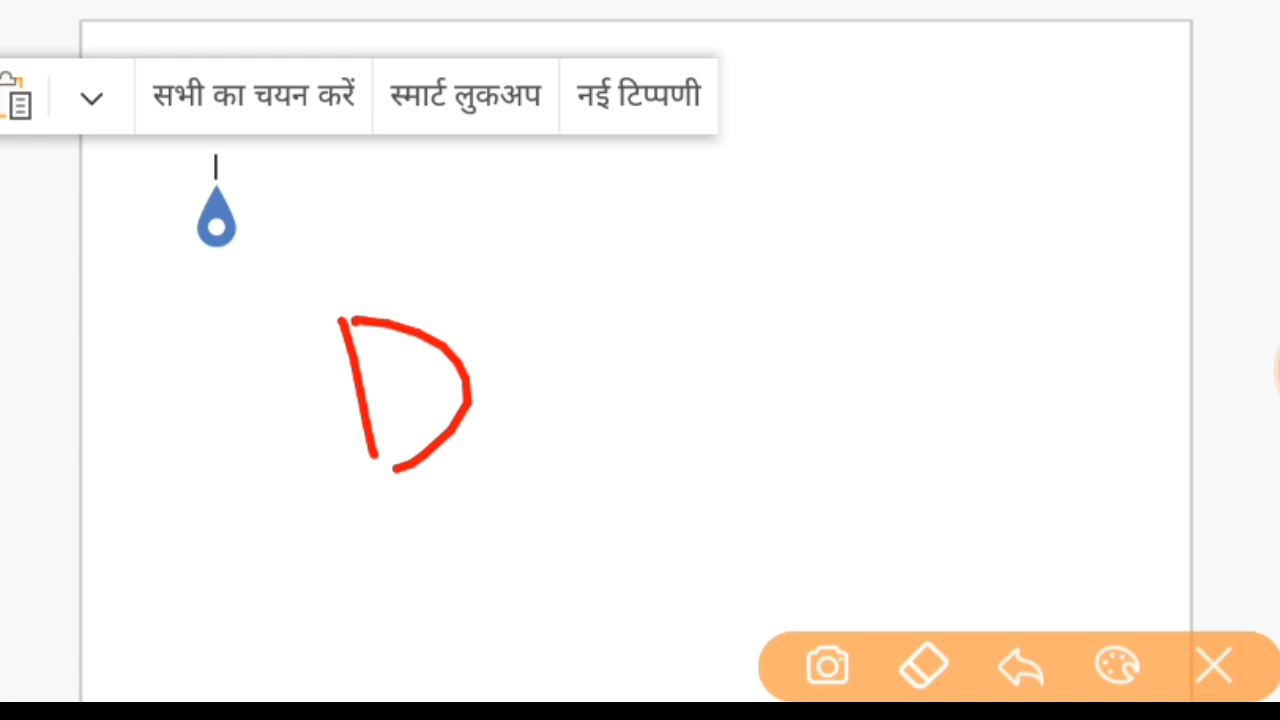 सभी का चयन करें स्मार्ट लुकअप नई टिप्पणी
D